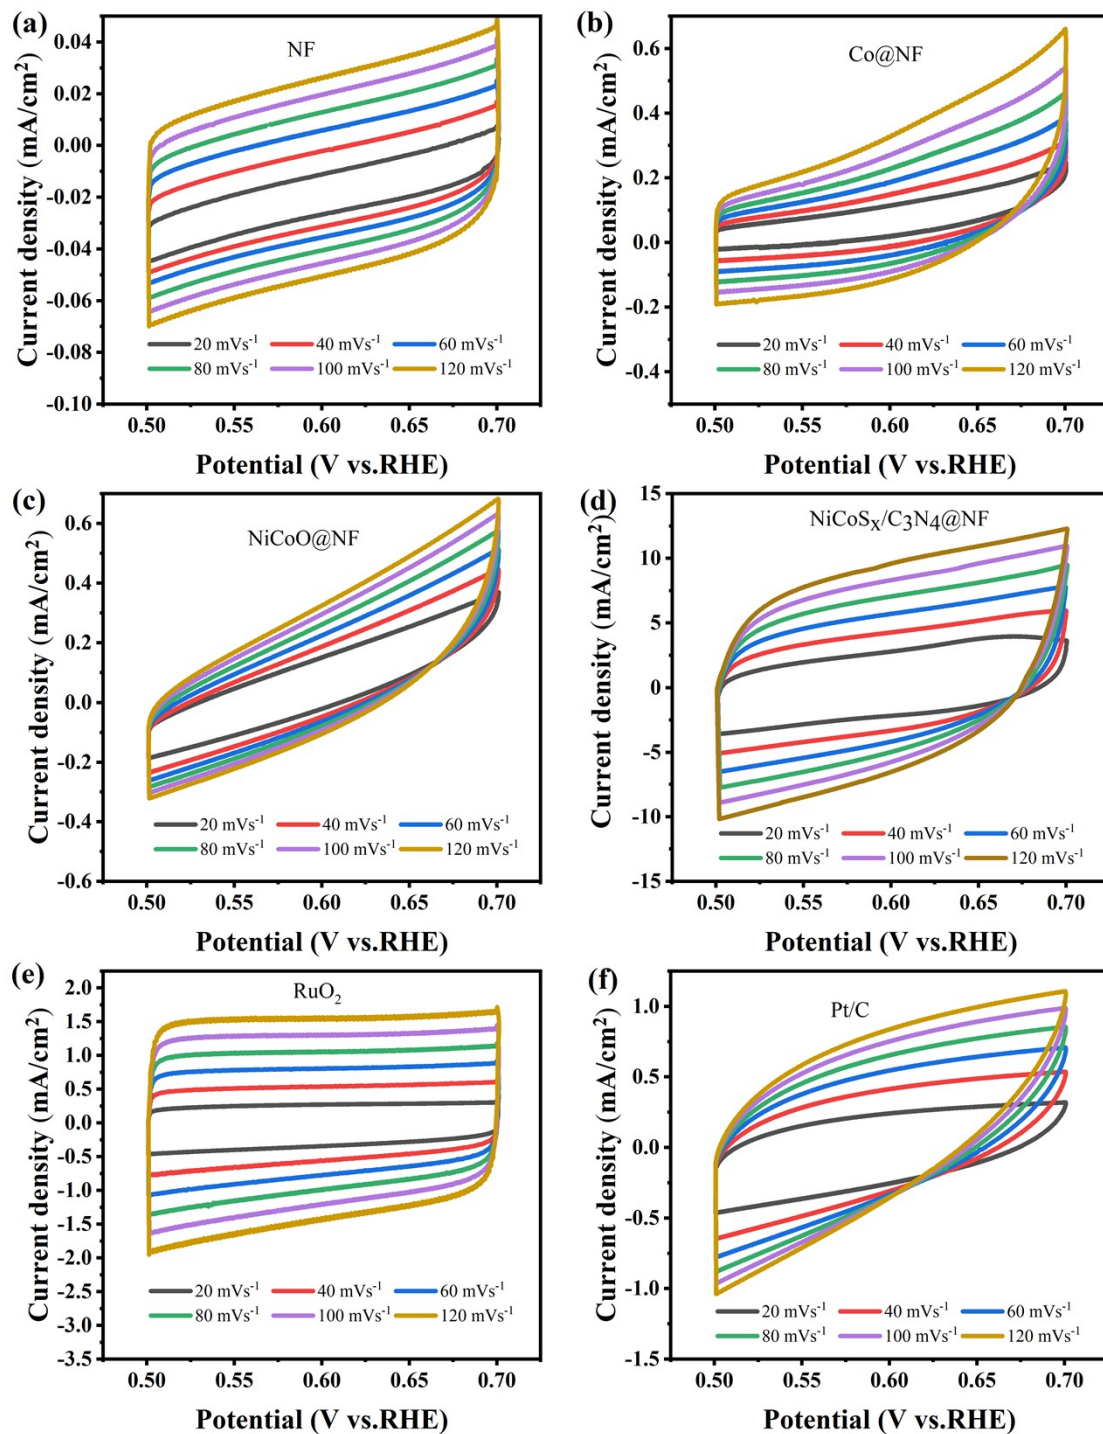 (a)
NF
Current density (mA/cm²)
0.04
0.02
0.00
-0.02
-0.04
-0.06
-0.08
-0.10
20 mVs⁻¹ 40 mVs⁻¹ 60 mVs⁻¹
80 mVs⁻¹ 100 mVs⁻¹ 120 mVs⁻¹
0.50 0.55 0.60 0.65 0.70
Potential (V vs.RHE)
(b)
Co@NF
Current density (mA/cm²)
0.6
0.4
0.2
0.0
-0.2
-0.4
20 mVs⁻¹ 40 mVs⁻¹ 60 mVs⁻¹
80 mVs⁻¹ 100 mVs⁻¹ 120 mVs⁻¹
0.50 0.55 0.60 0.65 0.70
Potential (V vs.RHE)
(c)
NiCoO@NF
Current density (mA/cm²)
0.6
0.4
0.2
0.0
-0.2
-0.4
-0.6
20 mVs⁻¹ 40 mVs⁻¹ 60 mVs⁻¹
80 mVs⁻¹ 100 mVs⁻¹ 120 mVs⁻¹
0.50 0.55 0.60 0.65 0.70
Potential (V vs.RHE)
(d)
NiCoSₓ/C₃N₄@NF
Current density (mA/cm²)
15
10
5
0
-5
-10
-15
20 mVs⁻¹ 40 mVs⁻¹ 60 mVs⁻¹
80 mVs⁻¹ 100 mVs⁻¹ 120 mVs⁻¹
0.50 0.55 0.60 0.65 0.70
Potential (V vs.RHE)
(e)
RuO₂
Current density (mA/cm²)
2.0
1.5
1.0
0.5
0.0
-0.5
-1.0
-1.5
-2.0
-2.5
-3.0
-3.5
20 mVs⁻¹ 40 mVs⁻¹ 60 mVs⁻¹
80 mVs⁻¹ 100 mVs⁻¹ 120 mVs⁻¹
0.50 0.55 0.60 0.65 0.70
Potential (V vs.RHE)
(f)
Pt/C
Current density (mA/cm²)
1.0
0.5
0.0
-0.5
-1.0
-1.5
20 mVs⁻¹ 40 mVs⁻¹ 60 mVs⁻¹
80 mVs⁻¹ 100 mVs⁻¹ 120 mVs⁻¹
0.50 0.55 0.60 0.65 0.70
Potential (V vs.RHE)